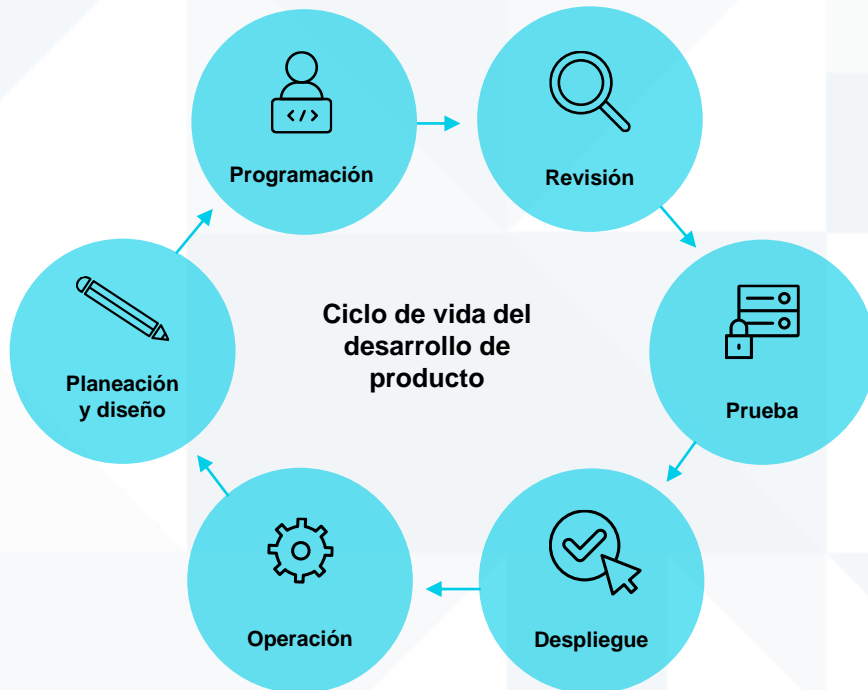 </>
Programación
Revisión
Ciclo de vida del
desarrollo de
producto
Planeación
y diseño
Prueba
Operación
Despliegue